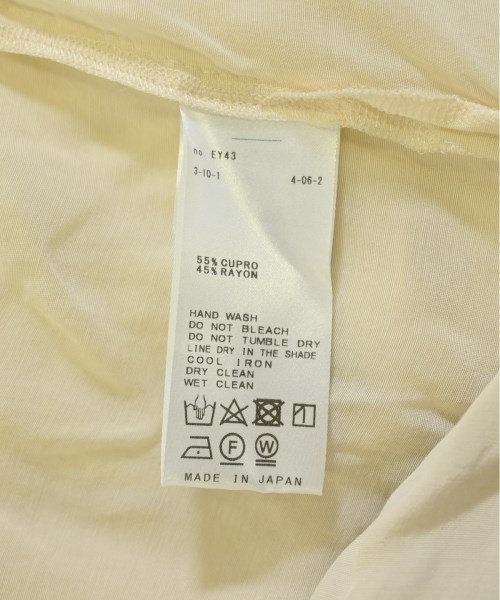 no. EY43
3-10-1 4-06-2
55% CUPRO
45% RAYON
HAND WASH
DO NOT BLEACH
DO NOT TUMBLE DRY
LINE DRY IN THE SHADE
COOL IRON
DRY CLEAN
WET CLEAN
F W
MADE IN JAPAN